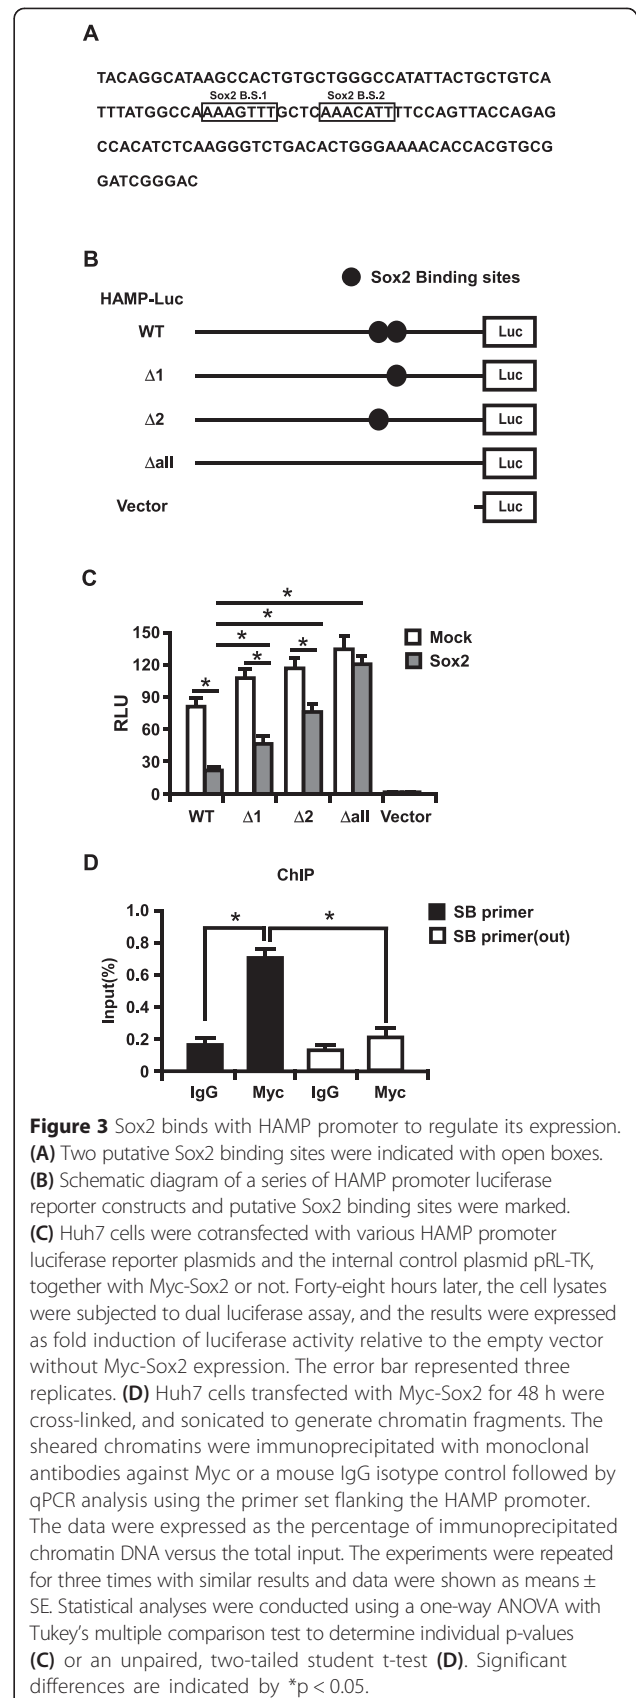 A
TACAGGCATAAGCCACTGTGCTGGGCCATATTACTGCTGTCA
Sox2 B.S.1 Sox2 B.S.2
TTTATGGCCAAAAGTTTGCTCAAACATTTTCCAGTTACCAGAG
CCACATCTCAAGGGTCTGACACTGGGAAAACACCACGTGCG
GATCGGGAC
B
Sox2 Binding sites
HAMP-Luc
WT Luc
Δ1 Luc
Δ2 Luc
Δall Luc
Vector Luc
C
*
*
* *
* *
*
150
120
90
60
30
0
RLU
Mock
Sox2
WT Δ1 Δ2 Δall Vector
D
ChIP
SB primer
SB primer(out)
* *
1.0
0.8
0.6
0.4
0.2
0
Input(%)
IgG Myc IgG Myc
Figure 3 Sox2 binds with HAMP promoter to regulate its expression.
(A) Two putative Sox2 binding sites were indicated with open boxes.
(B) Schematic diagram of a series of HAMP promoter luciferase
reporter constructs and putative Sox2 binding sites were marked.
(C) Huh7 cells were cotransfected with various HAMP promoter
luciferase reporter plasmids and the internal control plasmid pRL-TK,
together with Myc-Sox2 or not. Forty-eight hours later, the cell lysates
were subjected to dual luciferase assay, and the results were expressed
as fold induction of luciferase activity relative to the empty vector
without Myc-Sox2 expression. The error bar represented three
replicates. (D) Huh7 cells transfected with Myc-Sox2 for 48 h were
cross-linked, and sonicated to generate chromatin fragments. The
sheared chromatins were immunoprecipitated with monoclonal
antibodies against Myc or a mouse IgG isotype control followed by
qPCR analysis using the primer set flanking the HAMP promoter.
The data were expressed as the percentage of immunoprecipitated
chromatin DNA versus the total input. The experiments were repeated
for three times with similar results and data were shown as means ±
SE. Statistical analyses were conducted using a one-way ANOVA with
Tukey's multiple comparison test to determine individual p-values
(C) or an unpaired, two-tailed student t-test (D). Significant
differences are indicated by *p < 0.05.